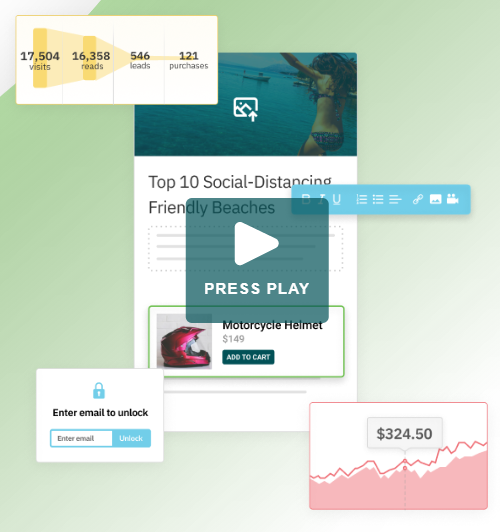 17,504 16,358 546 121
visits reads leads purchases
Top 10 Social-Distancing
Friendly Beaches
B I U
PRESS PLAY
Motorcycle Helmet
$149
ADD TO CART
Enter email to unlock
Enter email Unlock
$324.50